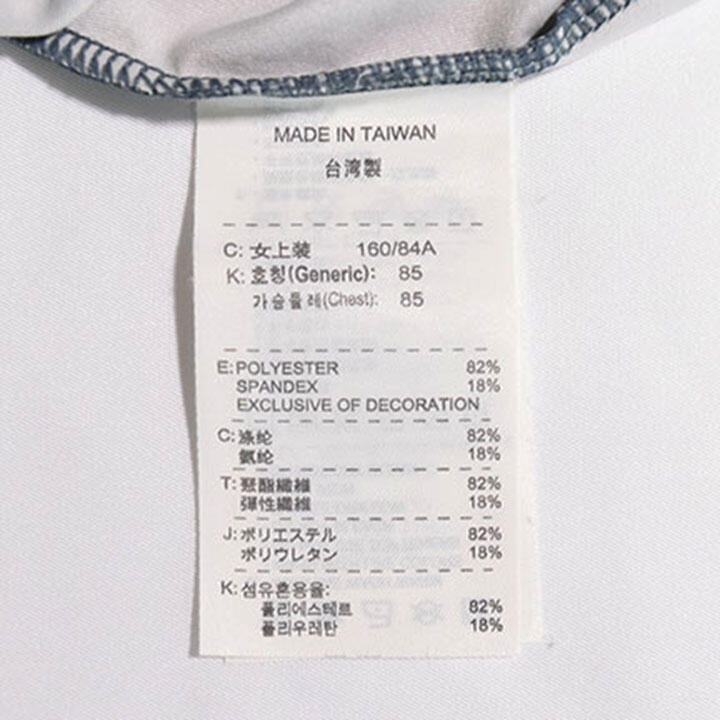 MADE IN TAIWAN
台湾製
C: 女上装 160/84A
K: 호칭(Generic): 85
가슴둘레(Chest): 85
E: POLYESTER 82%
SPANDEX 18%
EXCLUSIVE OF DECORATION
C: 涤纶 82%
氨纶 18%
T: 聚酯纖維 82%
彈性纖維 18%
J: ポリエステル 82%
ポリウレタン 18%
K: 섬유혼용율:
폴리에스테르 82%
폴리우레탄 18%